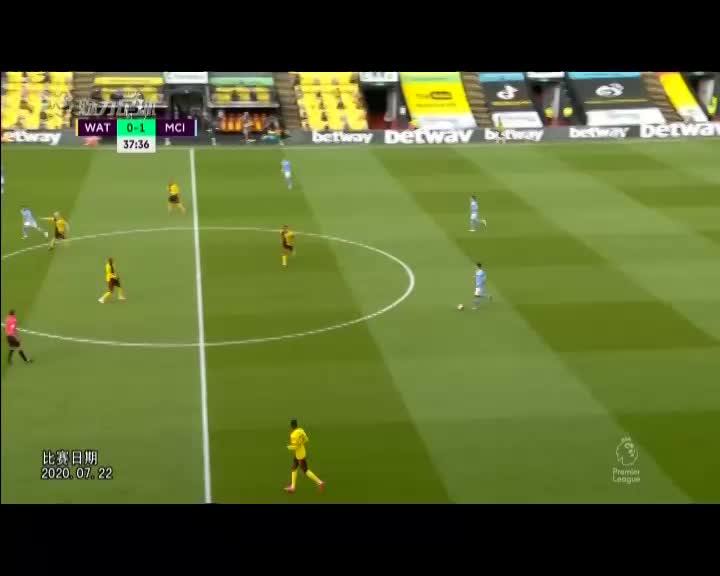 WAT 0-1 MCI
37:36
betway betway betway betway betway
比赛日期
2020.07.22
Premier
League